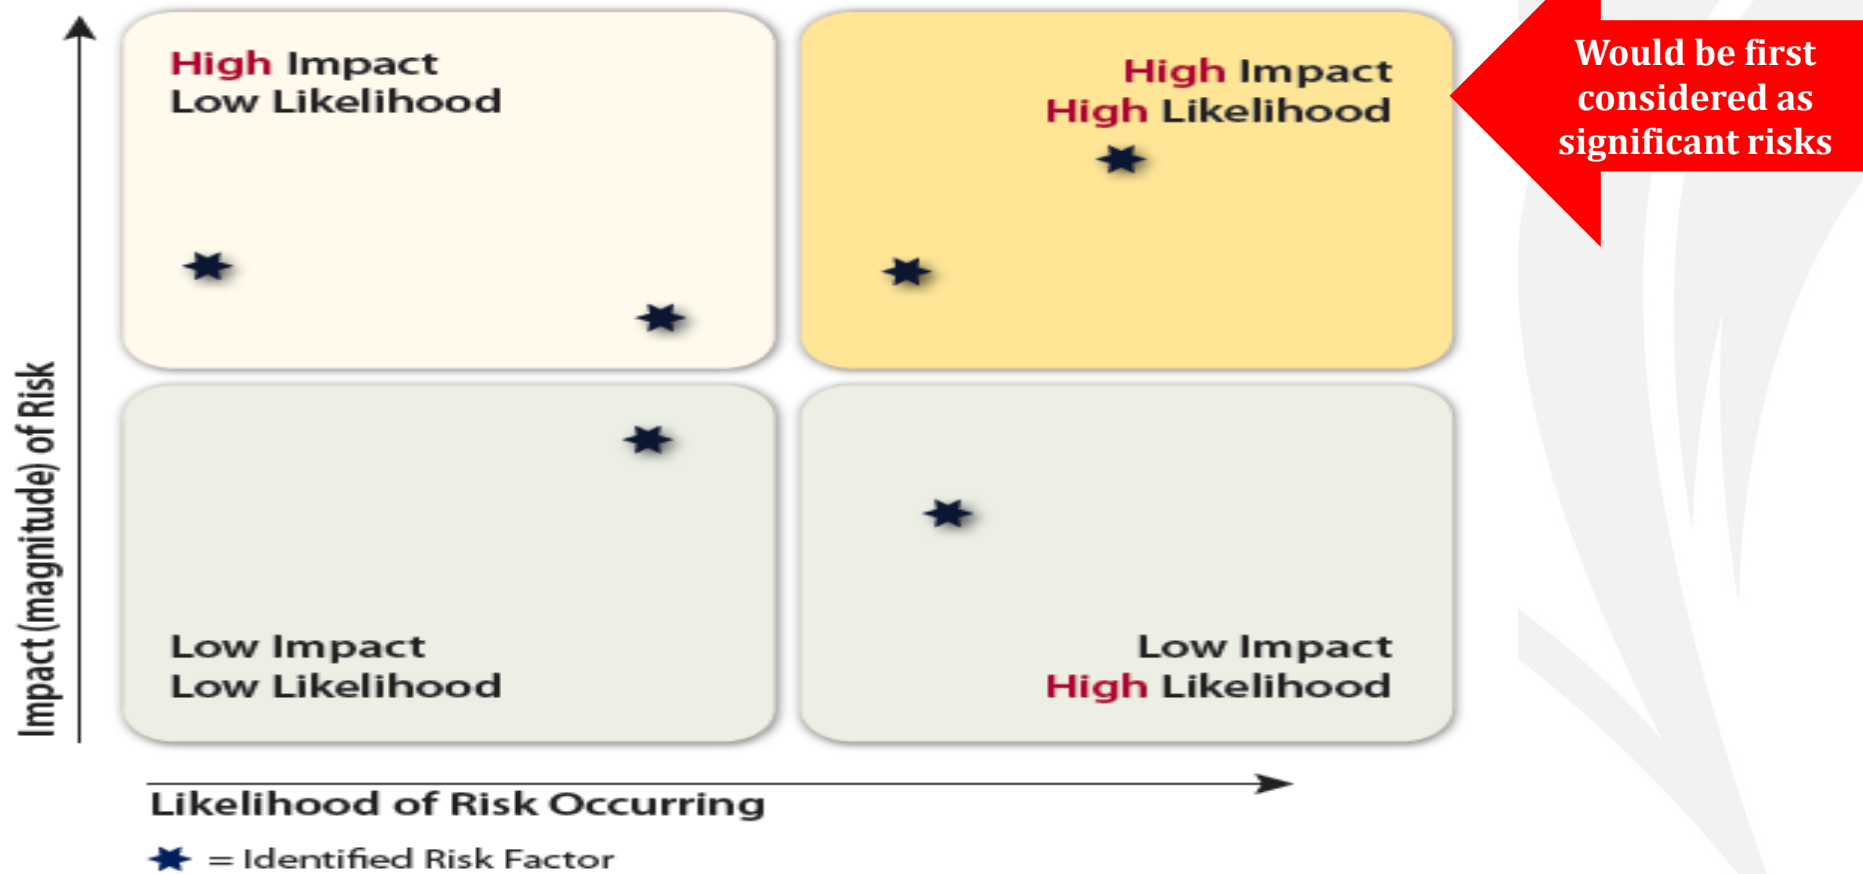 High Impact
Low Likelihood
High Impact
High Likelihood
Would be first
considered as
significant risks
Impact (magnitude) of Risk
Low Impact
Low Likelihood
Low Impact
High Likelihood
Likelihood of Risk Occurring
= Identified Risk Factor